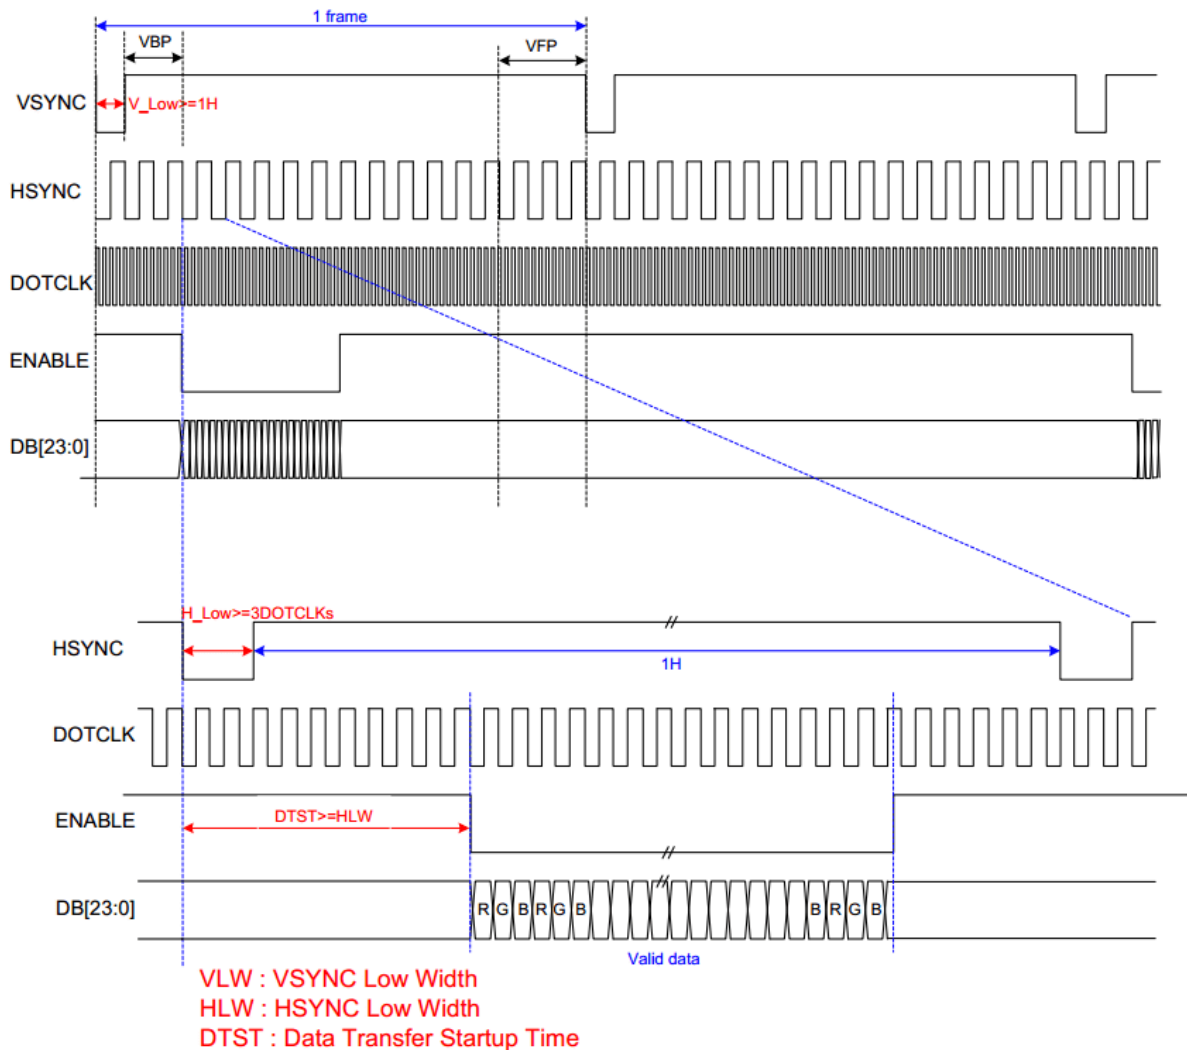 1 frame
VBP
VFP
VSYNC
V_Low>=1H
HSYNC
DOTCLK
ENABLE
DB[23:0]
H_Low>=3DOTCLKs
HSYNC
1H
DOTCLK
ENABLE
DTST>=HLW
DB[23:0]
R G B R G B B R G B
Valid data
VLW : VSYNC Low Width
HLW : HSYNC Low Width
DTST : Data Transfer Startup Time